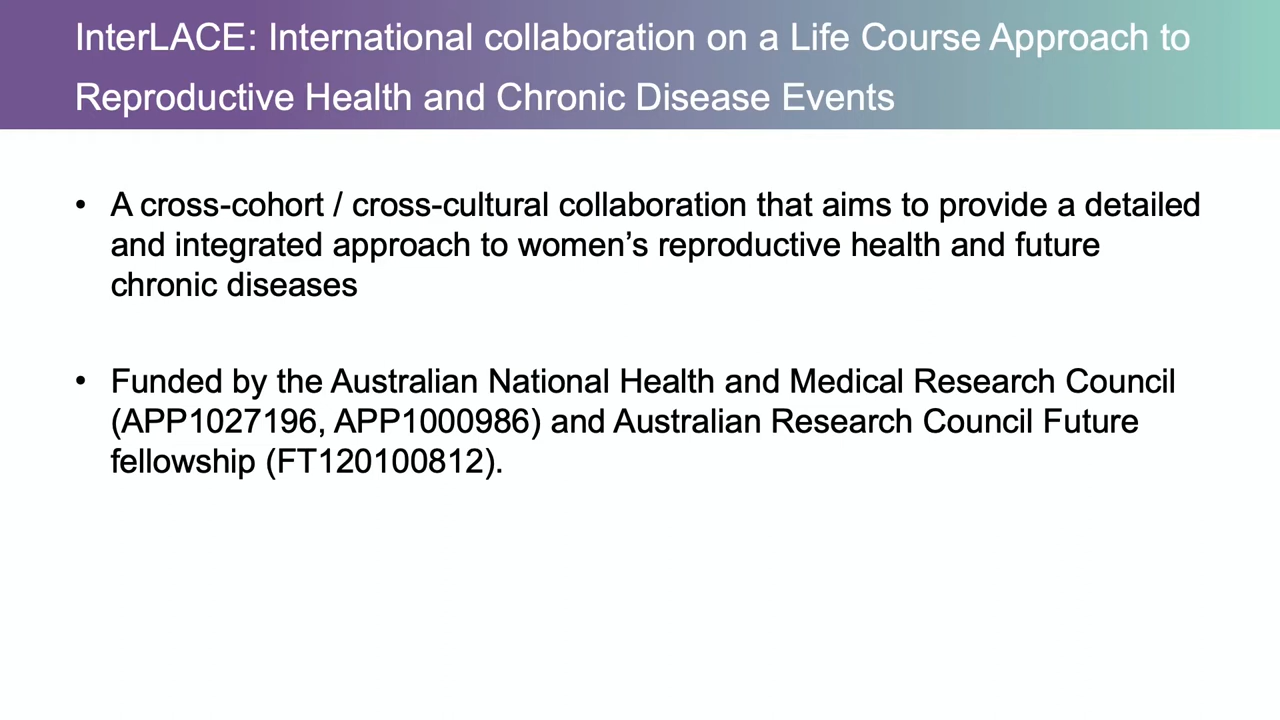 InterLACE: International collaboration on a Life Course Approach to
Reproductive Health and Chronic Disease Events
• A cross-cohort / cross-cultural collaboration that aims to provide a detailed
and integrated approach to women’s reproductive health and future
chronic diseases
• Funded by the Australian National Health and Medical Research Council
(APP1027196, APP1000986) and Australian Research Council Future
fellowship (FT120100812).